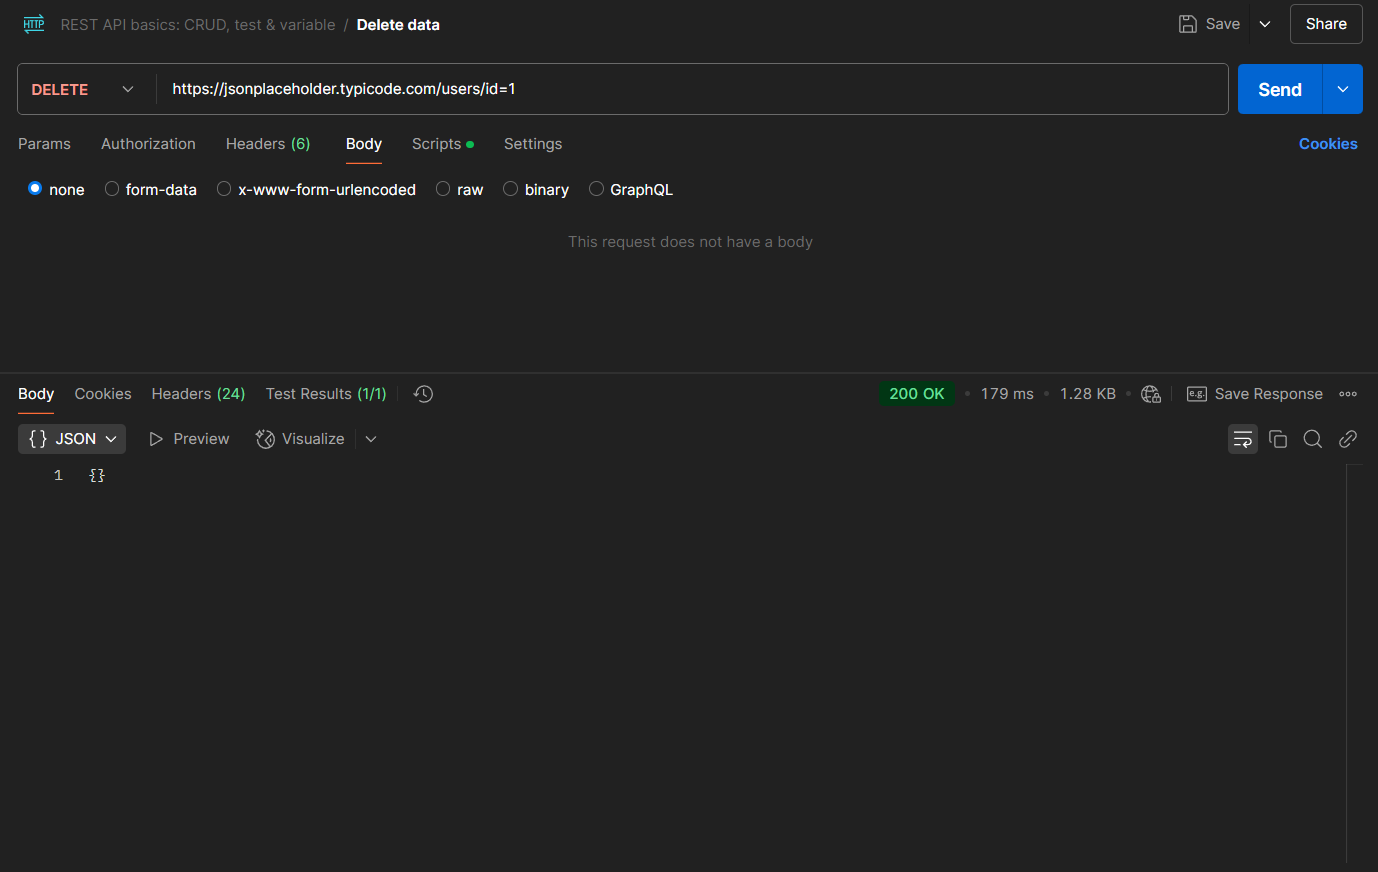 HTTP REST API basics: CRUD, test & variable / Delete data Save Share
DELETE https://jsonplaceholder.typicode.com/users/id=1 Send
Params Authorization Headers (6) Body Scripts Settings Cookies
none form-data x-www-form-urlencoded raw binary GraphQL
This request does not have a body
Body Cookies Headers (24) Test Results (1/1) 200 OK 179 ms 1.28 KB e.g. Save Response
{} JSON Preview Visualize
1 {}